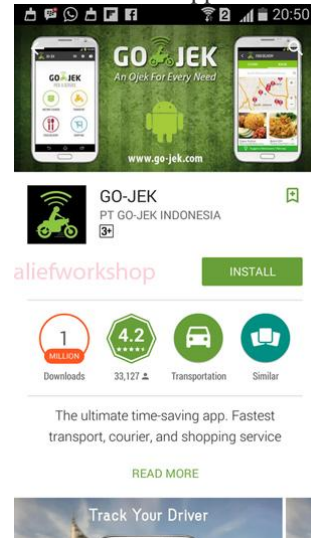 20:50
GO-JEK
An Ojek For Every Need
www.go-jek.com
GO-JEK
PT GO-JEK INDONESIA
3+
aliefworkshop
INSTALL
1
MILLION
4.2
Downloads
33,127
Transportation
Similar
The ultimate time-saving app. Fastest
transport, courier, and shopping service
READ MORE
Track Your Driver